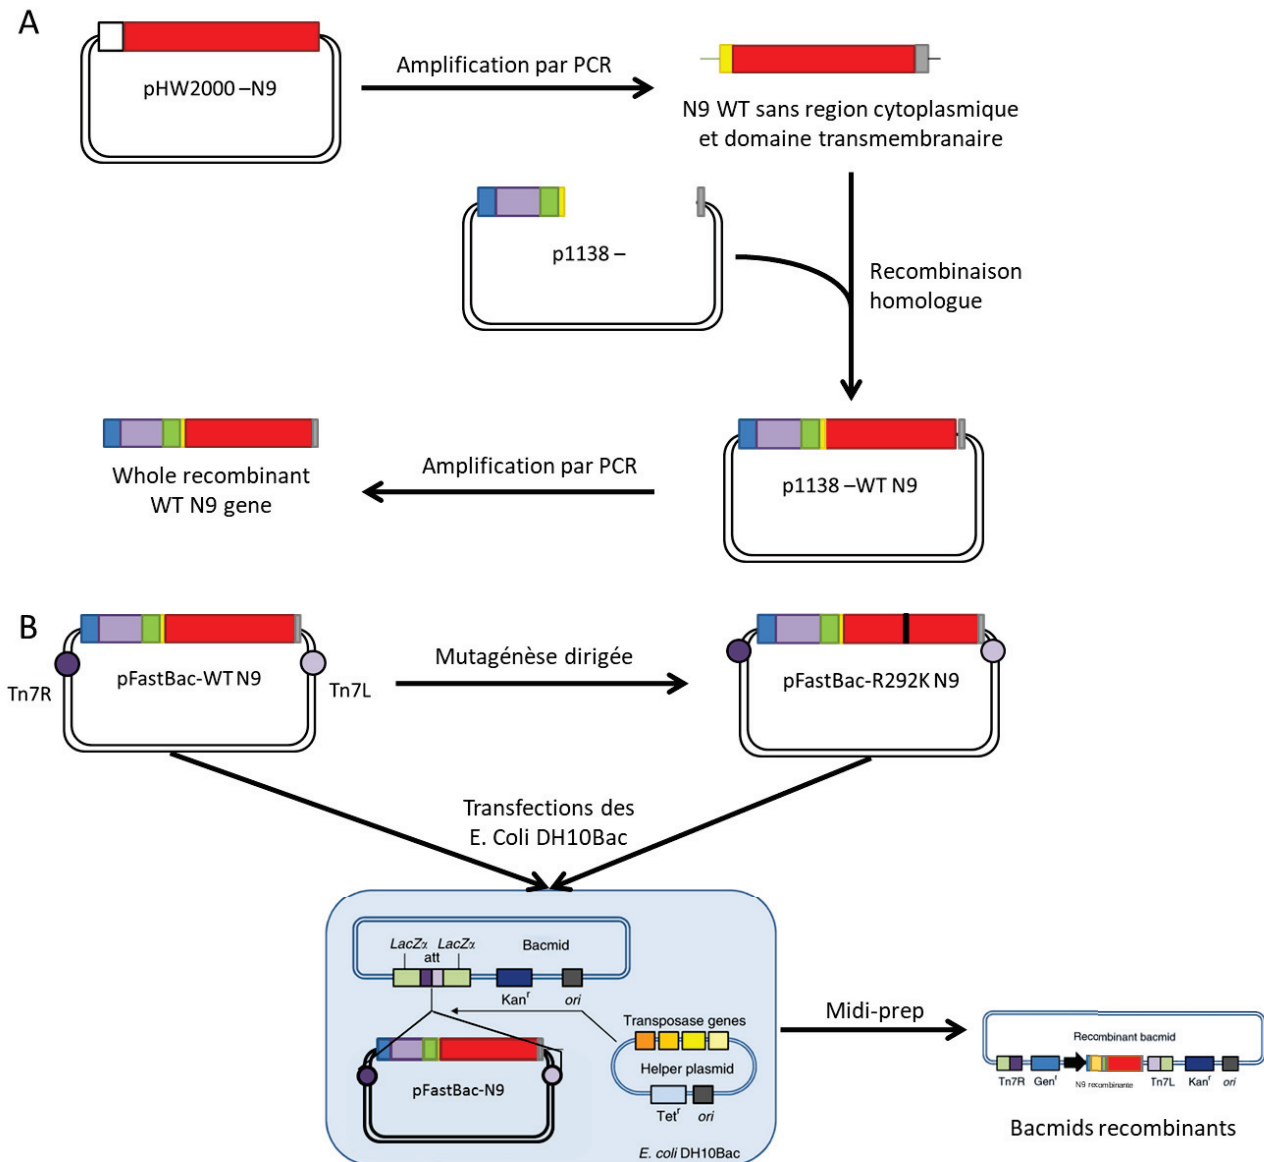 A
pHW2000 –N9
Amplification par PCR
N9 WT sans region cytoplasmique
et domaine transmembranaire
p1138 –
Recombinaison
homologue
Whole recombinant
WT N9 gene
Amplification par PCR
p1138 –WT N9
B
Tn7R
pFastBac-WT N9
Tn7L
Mutagénèse dirigée
pFastBac-R292K N9
Transfections des
E. Coli DH10Bac
LacZα
att
LacZα
Bacmid
Kanʳ
ori
Transposase genes
Helper plasmid
Tetʳ
ori
pFastBac-N9
E. coli DH10Bac
Midi-prep
Recombinant bacmid
Tn7R
Genʳ
N9 recombinante
Tn7L
Kanʳ
ori
Bacmids recombinants